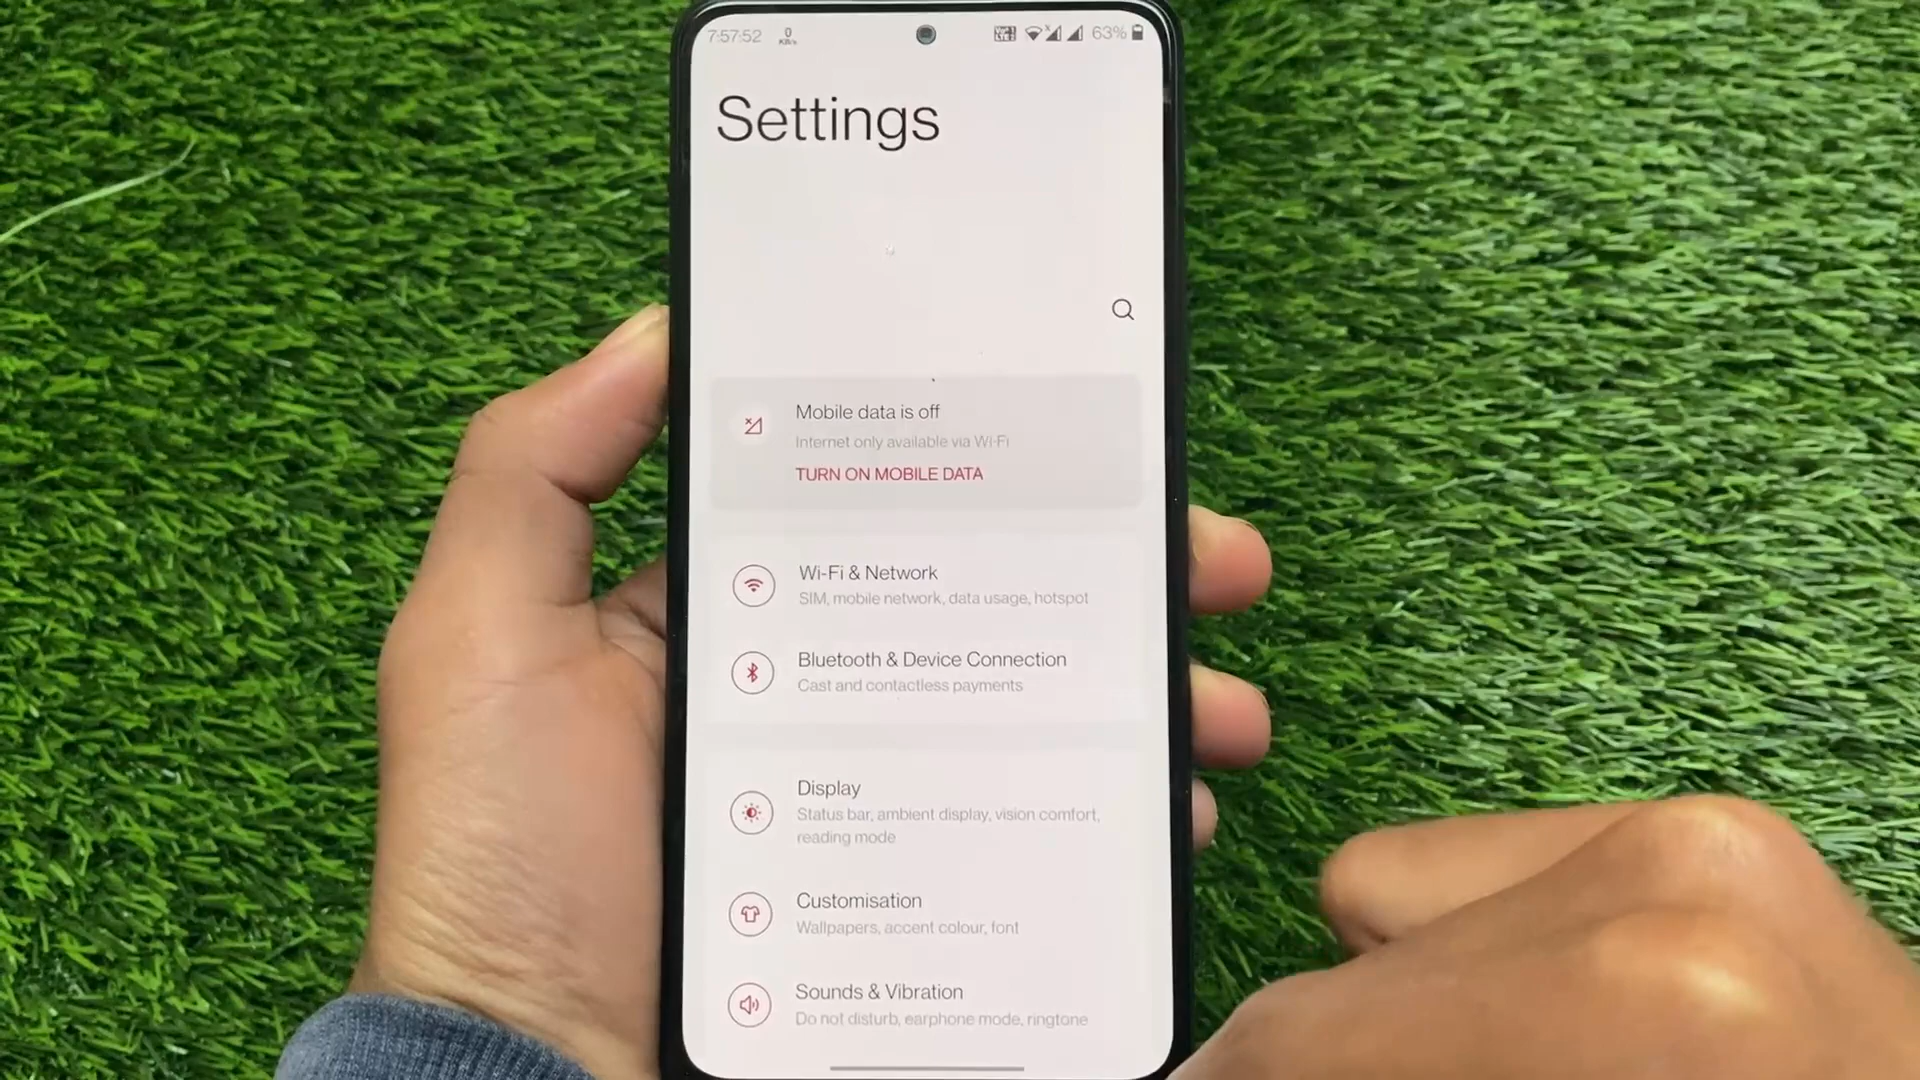 7:57:52 0 63%
KB/s
Settings
Mobile data is off
Internet only available via Wi-Fi
TURN ON MOBILE DATA
Wi-Fi & Network
SIM, mobile network, data usage, hotspot
Bluetooth & Device Connection
Cast and contactless payments
Display
Status bar, ambient display, vision comfort,
reading mode
Customisation
Wallpapers, accent colour, font
Sounds & Vibration
Do not disturb, earphone mode, ringtone